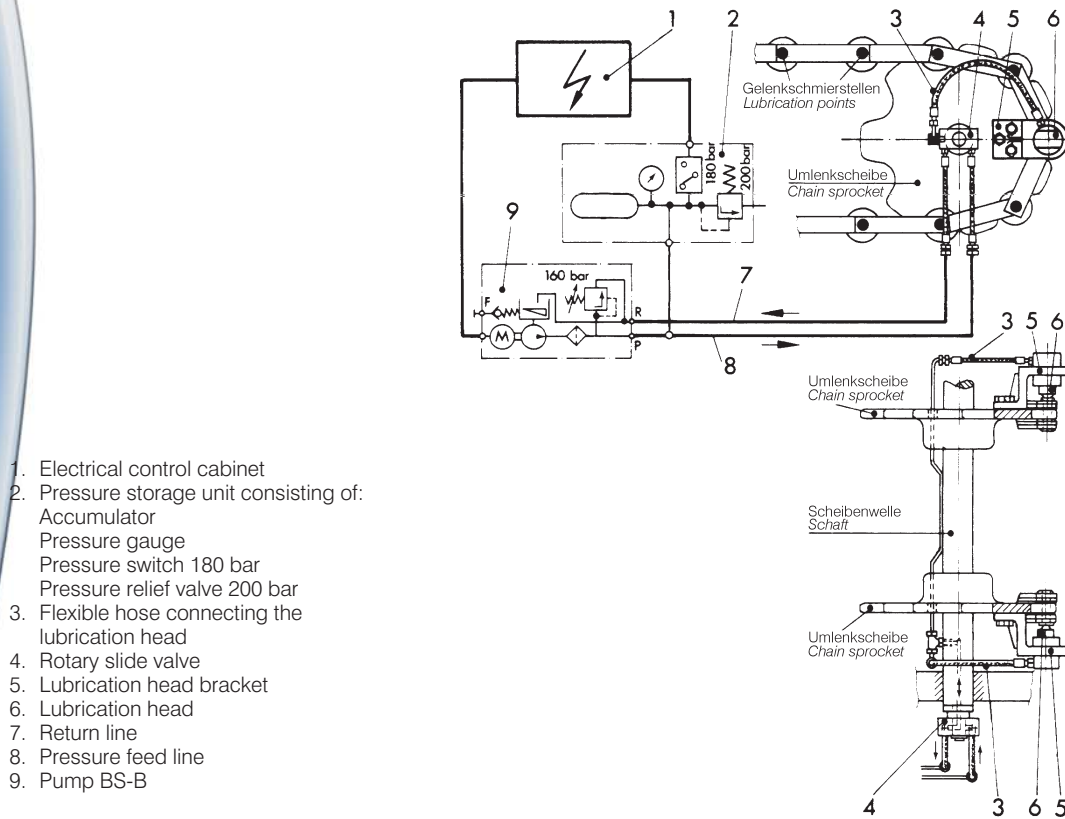 1
2
3
4
5
6
Gelenkschmierstellen
Lubrication points
180 bar
200 bar
Umlenkscheibe
Chain sprocket
9
160 bar
F
M
R
P
7
8
3
5
6
Umlenkscheibe
Chain sprocket
Scheibenwelle
Schaft
Umlenkscheibe
Chain sprocket
4
3
6
5
1. Electrical control cabinet
2. Pressure storage unit consisting of:
Accumulator
Pressure gauge
Pressure switch 180 bar
Pressure relief valve 200 bar
3. Flexible hose connecting the
lubrication head
4. Rotary slide valve
5. Lubrication head bracket
6. Lubrication head
7. Return line
8. Pressure feed line
9. Pump BS-B